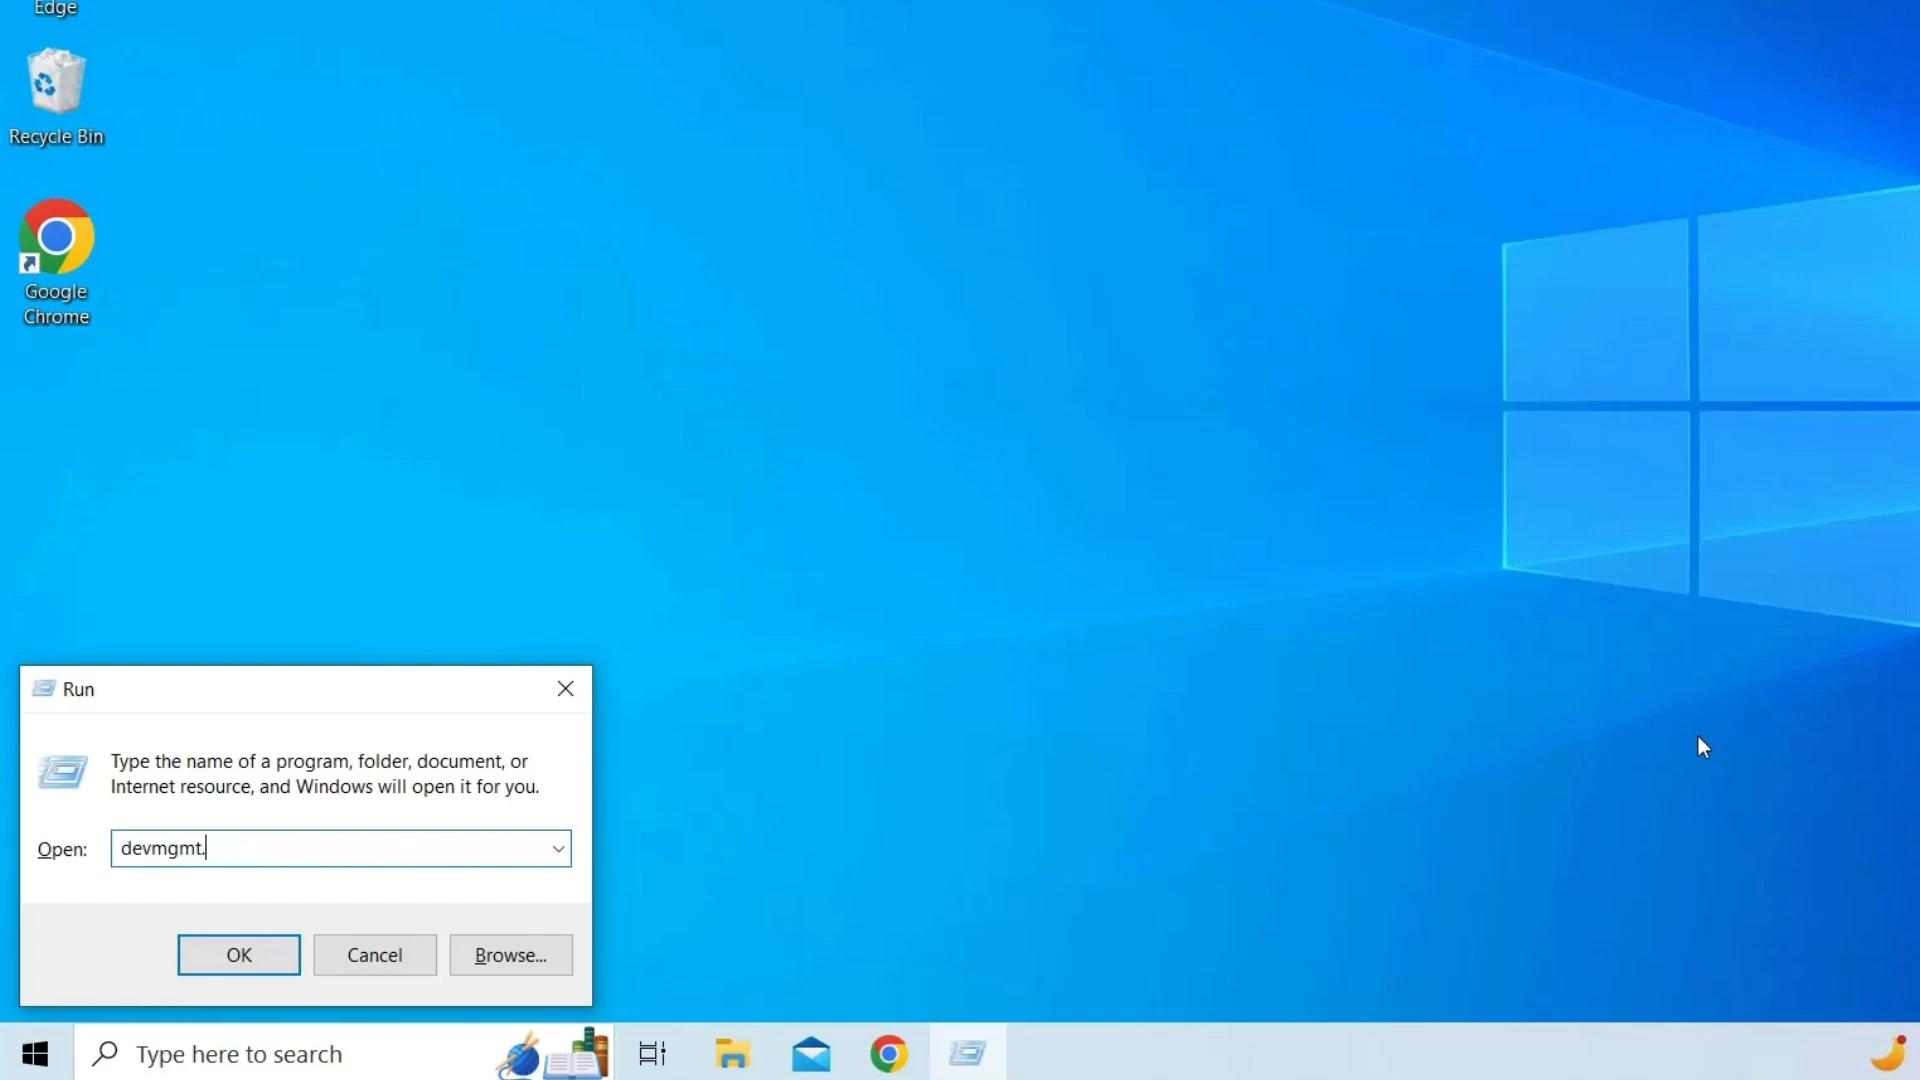 Edge
Recycle Bin
Google
Chrome
Run
Type the name of a program, folder, document, or
Internet resource, and Windows will open it for you.
Open:
devmgmt.
OK
Cancel
Browse...
Type here to search